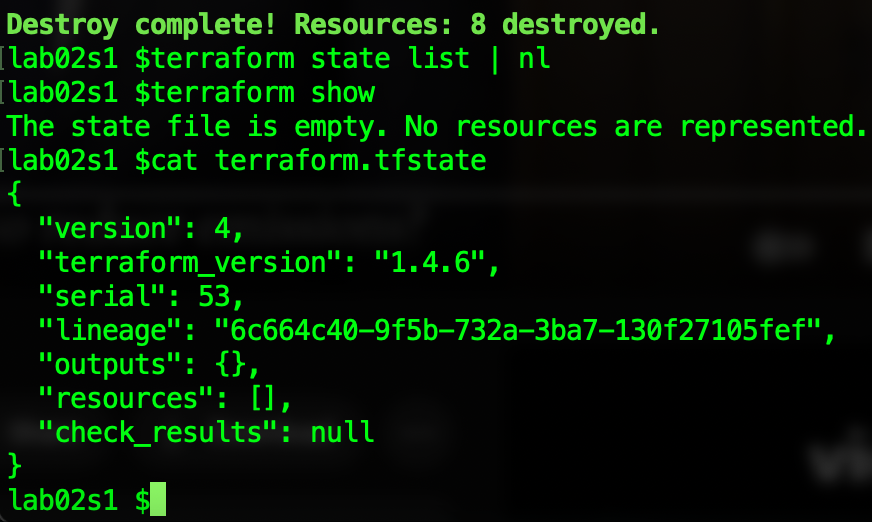 Destroy complete! Resources: 8 destroyed.
[lab02s1 $terraform state list | nl
[lab02s1 $terraform show
The state file is empty. No resources are represented.
[lab02s1 $cat terraform.tfstate
{
  "version": 4,
  "terraform_version": "1.4.6",
  "serial": 53,
  "lineage": "6c664c40-9f5b-732a-3ba7-130f27105fef",
  "outputs": {},
  "resources": [],
  "check_results": null
}
lab02s1 $